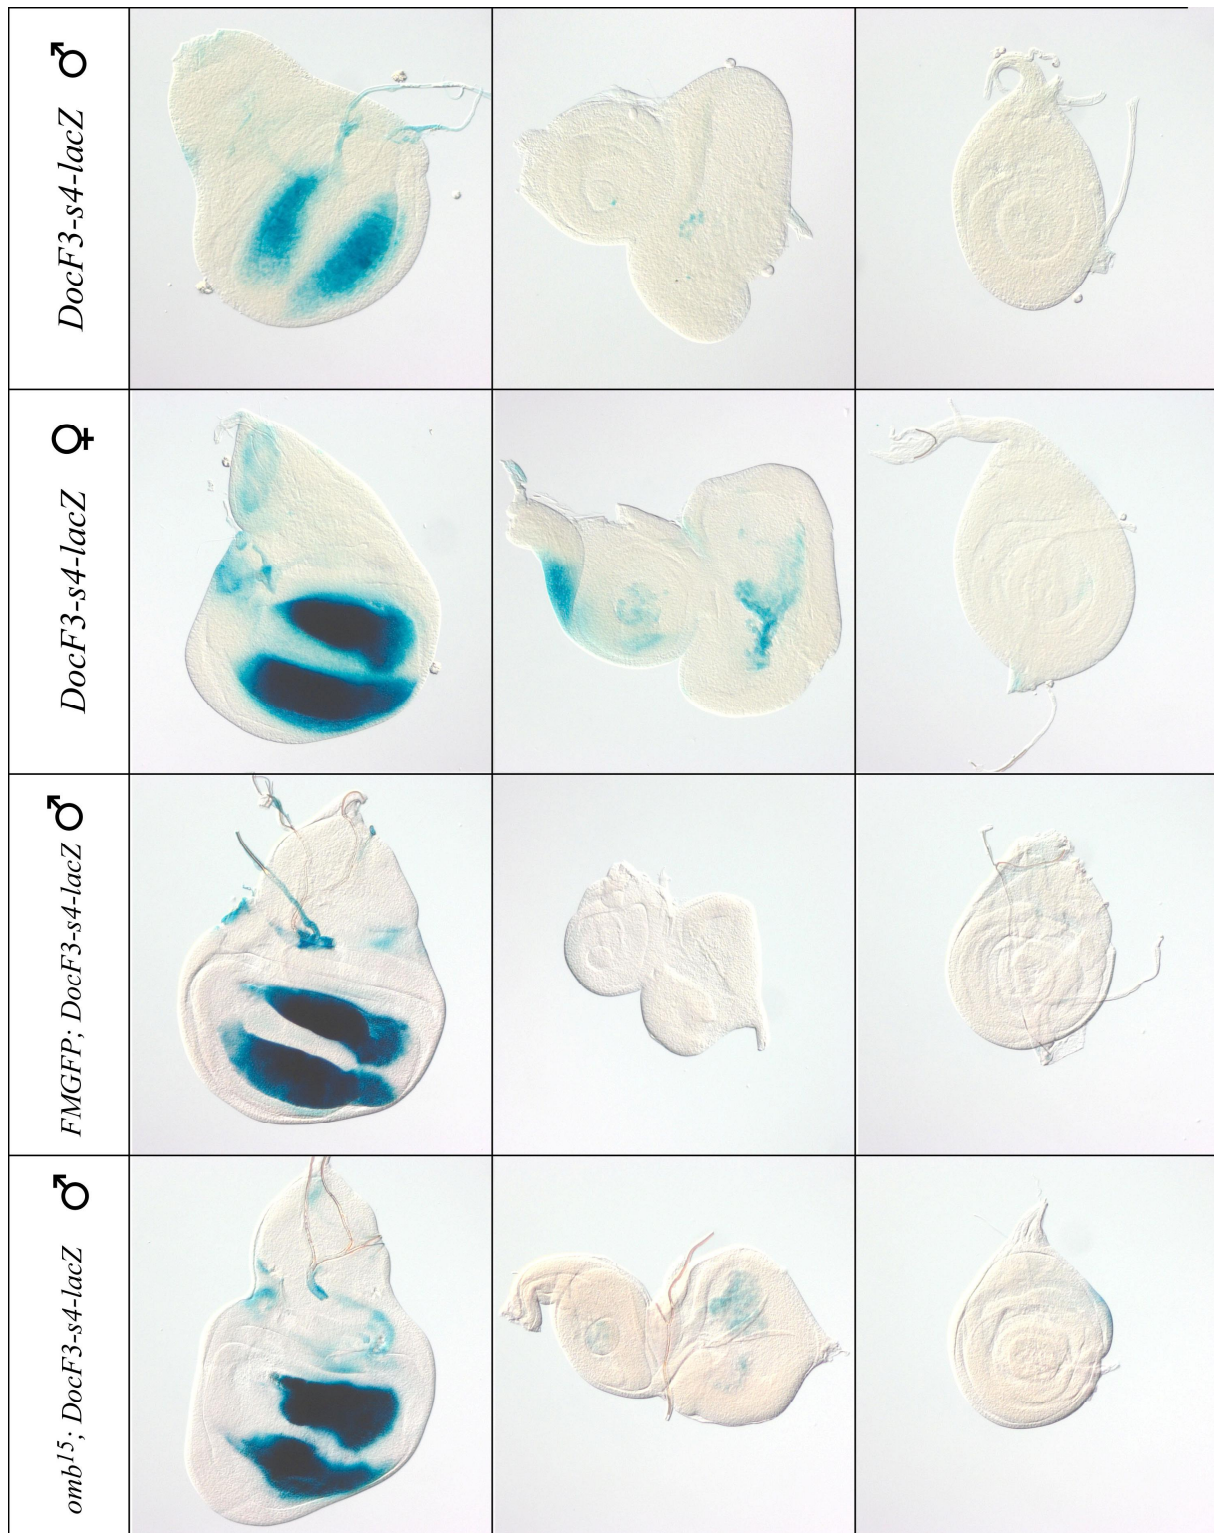 DocF3-s4-lacZ ♂
DocF3-s4-lacZ ♀
FMGFP; DocF3-s4-lacZ ♂
omb¹⁵; DocF3-s4-lacZ ♂